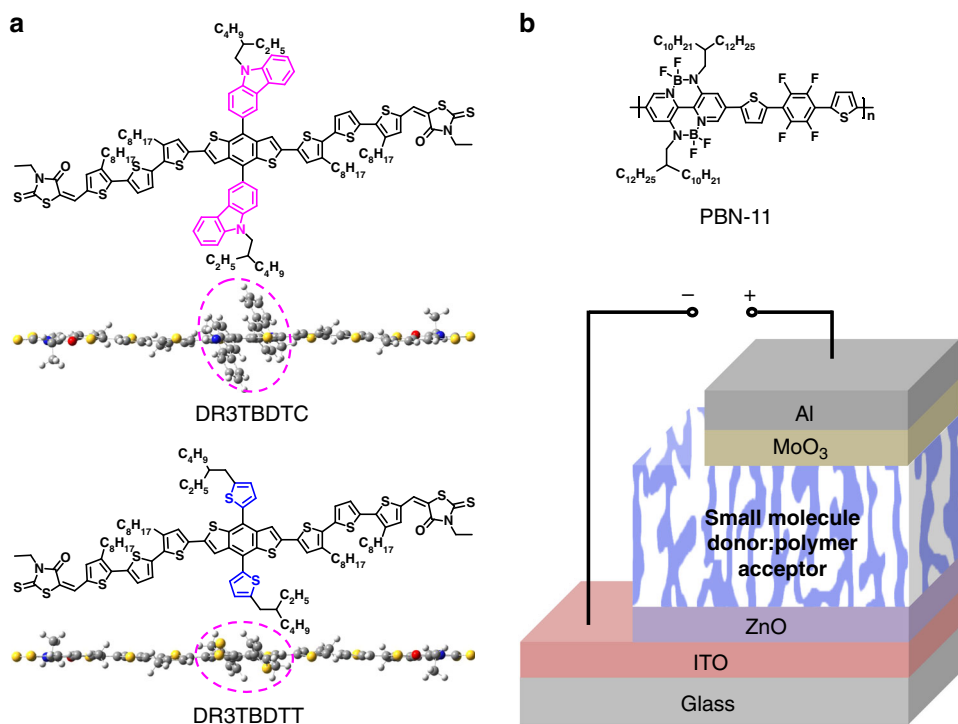 a
C₄H₉
C₂H₅
N
C₈H₁₇
C₈H₁₇
S
S
S
S
S
S
S
S
S
O
N
S
S
O
N
S
C₈H₁₇
C₈H₁₇
N
C₂H₅
C₄H₉
DR3TBDTC
C₄H₉
C₂H₅
S
C₈H₁₇
C₈H₁₇
S
S
S
S
S
S
S
S
O
N
S
S
O
N
S
S
C₈H₁₇
C₈H₁₇
S
C₂H₅
C₄H₉
DR3TBDTT
b
C₁₀H₂₁
C₁₂H₂₅
F
F
B
N
N
F
F
S
S
n
F
F
N
N
B
F
F
C₁₂H₂₅
C₁₀H₂₁
PBN-11
− +
Al
MoO₃
Small molecule
donor:polymer
acceptor
ZnO
ITO
Glass